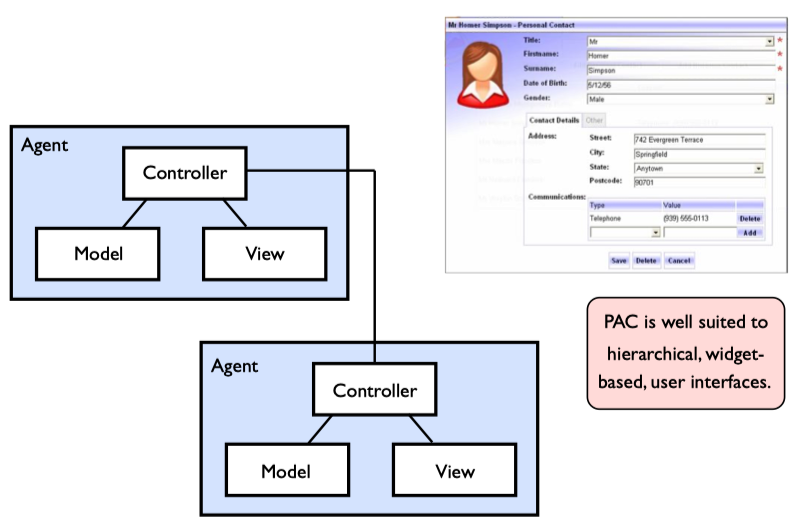 Mr Homer Simpson - Personal Contact
Title: Mr *
Firstname: Homer *
Surname: Simpson *
Date of Birth: 5/12/56
Gender: Male
Contact Details Other
Address: Street: 742 Evergreen Terrace
City: Springfield
State: Anytown
Postcode: 90701
Communications:
Type Value
Telephone (939) 555-0113 Delete
Add
Save Delete Cancel
Agent
Controller
Model View
Agent
Controller
Model View
PAC is well suited to
hierarchical, widget-
based, user interfaces.